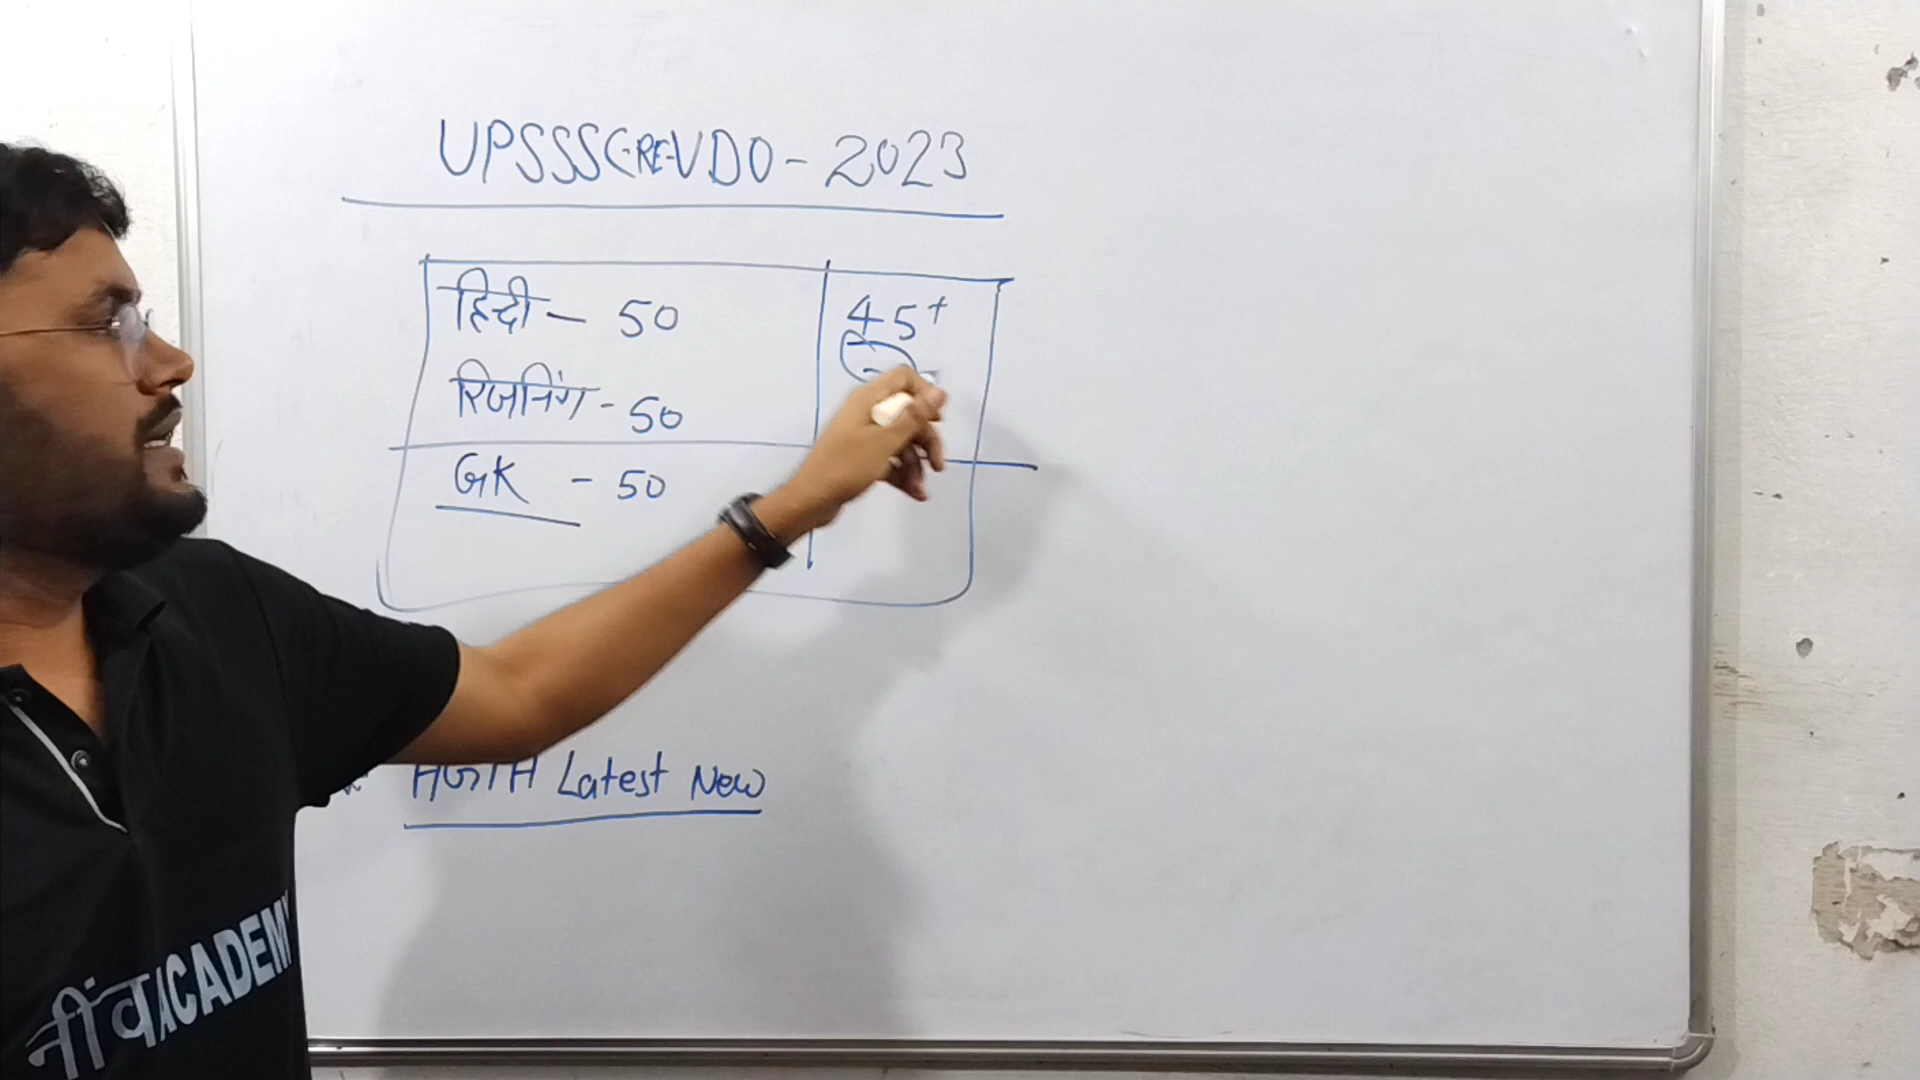 UPSSSC-RE-VDO - 2023
हिन्दी - 50 45+
रिजनिंग - 50
GK - 50
Latest New
नींव ACADEMY